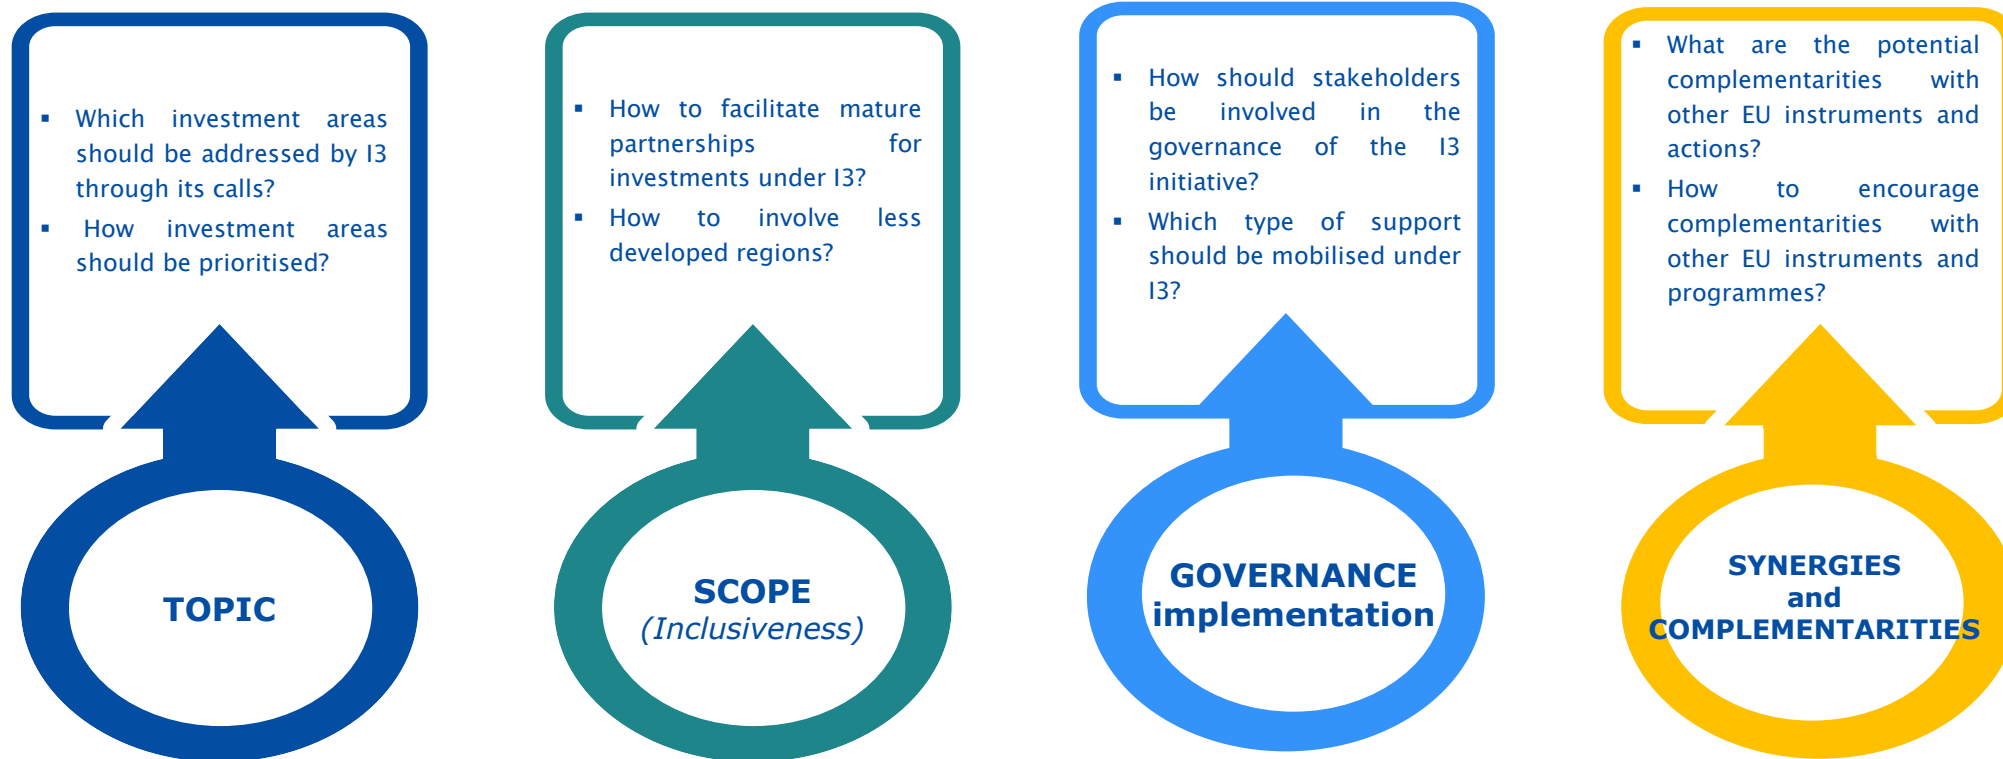 ▪ Which investment areas
should be addressed by I3
through its calls?
▪ How investment areas
should be prioritised?
TOPIC
▪ How to facilitate mature
partnerships for
investments under I3?
▪ How to involve less
developed regions?
SCOPE
(Inclusiveness)
▪ How should stakeholders
be involved in the
governance of the I3
initiative?
▪ Which type of support
should be mobilised under
I3?
GOVERNANCE
implementation
▪ What are the potential
complementarities with
other EU instruments and
actions?
▪ How to encourage
complementarities with
other EU instruments and
programmes?
SYNERGIES
and
COMPLEMENTARITIES